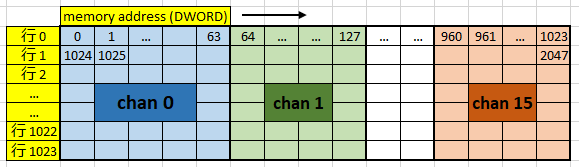 memory address (DWORD)
行 0 0 1 ... 63 64 ... ... 127 ... ... 960 961 ... 1023
行 1 1024 1025 2047
行 2
...
chan 0 chan 1 chan 15
...
行 1022
行 1023